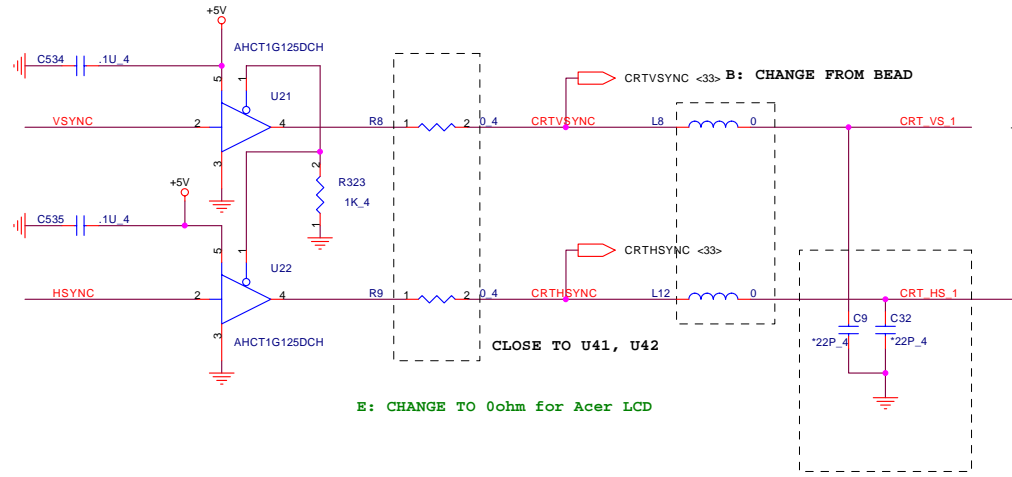 +5V
C534
.1U_4
AHCT1G125DCH
5
1
U21
VSYNC
2
4
R8
1
2
0_4
CRTVSYNC
CRTVSYNC <33>
B: CHANGE FROM BEAD
L8
0
CRT_VS_1
3
+5V
2
R323
1K_4
1
C535
.1U_4
5
1
U22
HSYNC
2
4
R9
1
2
0_4
CRTHSYNC
CRTHSYNC <33>
L12
0
CRT_HS_1
3
AHCT1G125DCH
CLOSE TO U41, U42
C9
*22P_4
C32
*22P_4
E: CHANGE TO 0ohm for Acer LCD